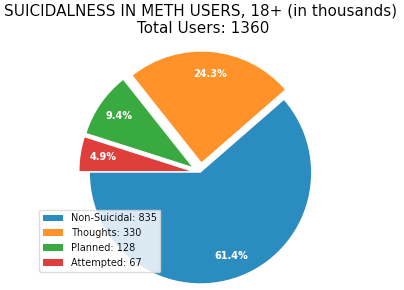 SUICIDALNESS IN METH USERS, 18+ (in thousands)
Total Users: 1360
24.3%
9.4%
4.9%
61.4%
Non-Suicidal: 835
Thoughts: 330
Planned: 128
Attempted: 67